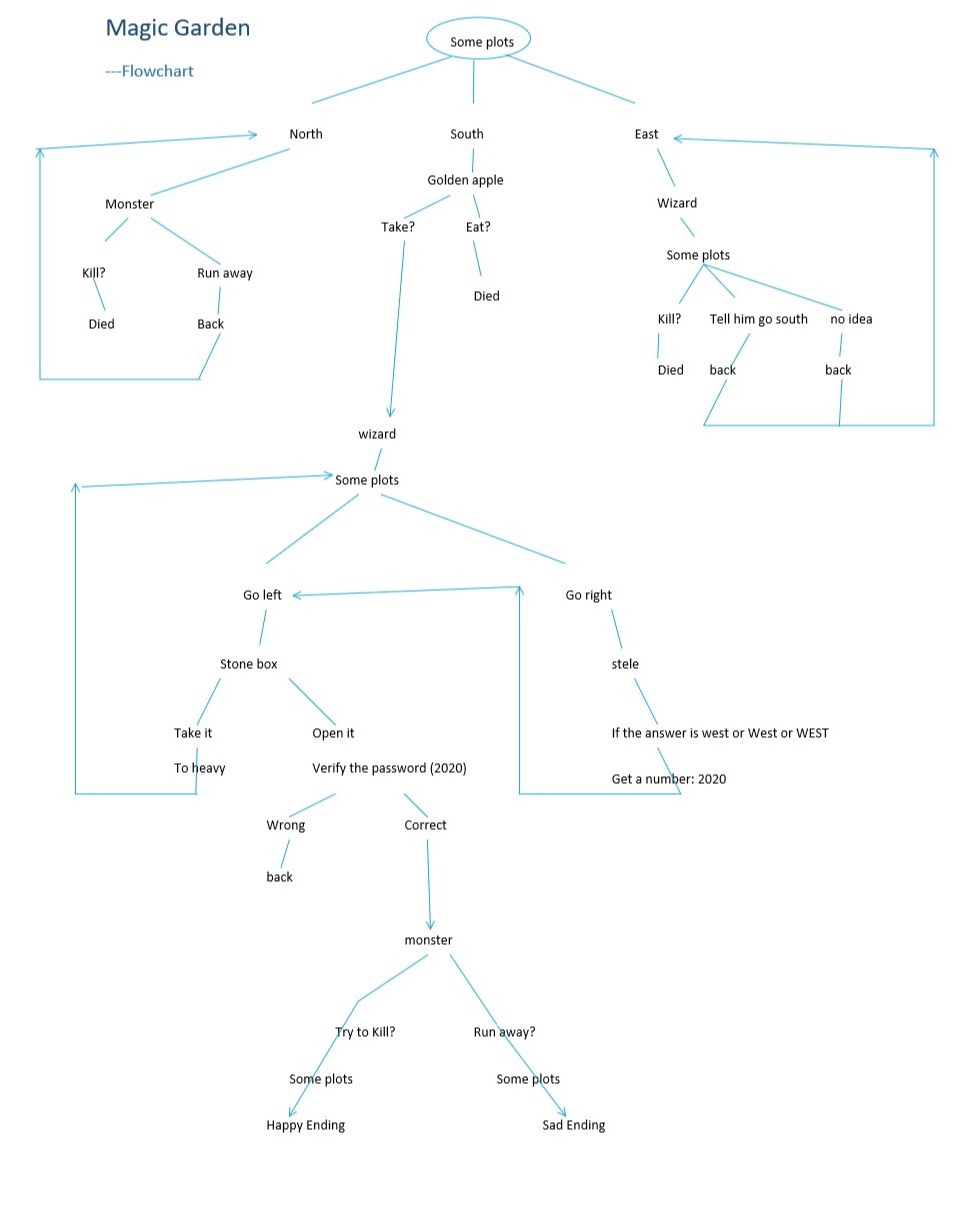 Magic Garden
---Flowchart
Some plots
North
South
East
Golden apple
Monster
Wizard
Take?
Eat?
Some plots
Kill?
Run away
Died
Died
Back
Kill?
Tell him go south
no idea
Died
back
back
wizard
Some plots
Go left
Go right
Stone box
stele
Take it
Open it
If the answer is west or West or WEST
To heavy
Verify the password (2020)
Get a number: 2020
Wrong
Correct
back
monster
Try to Kill?
Run away?
Some plots
Some plots
Happy Ending
Sad Ending